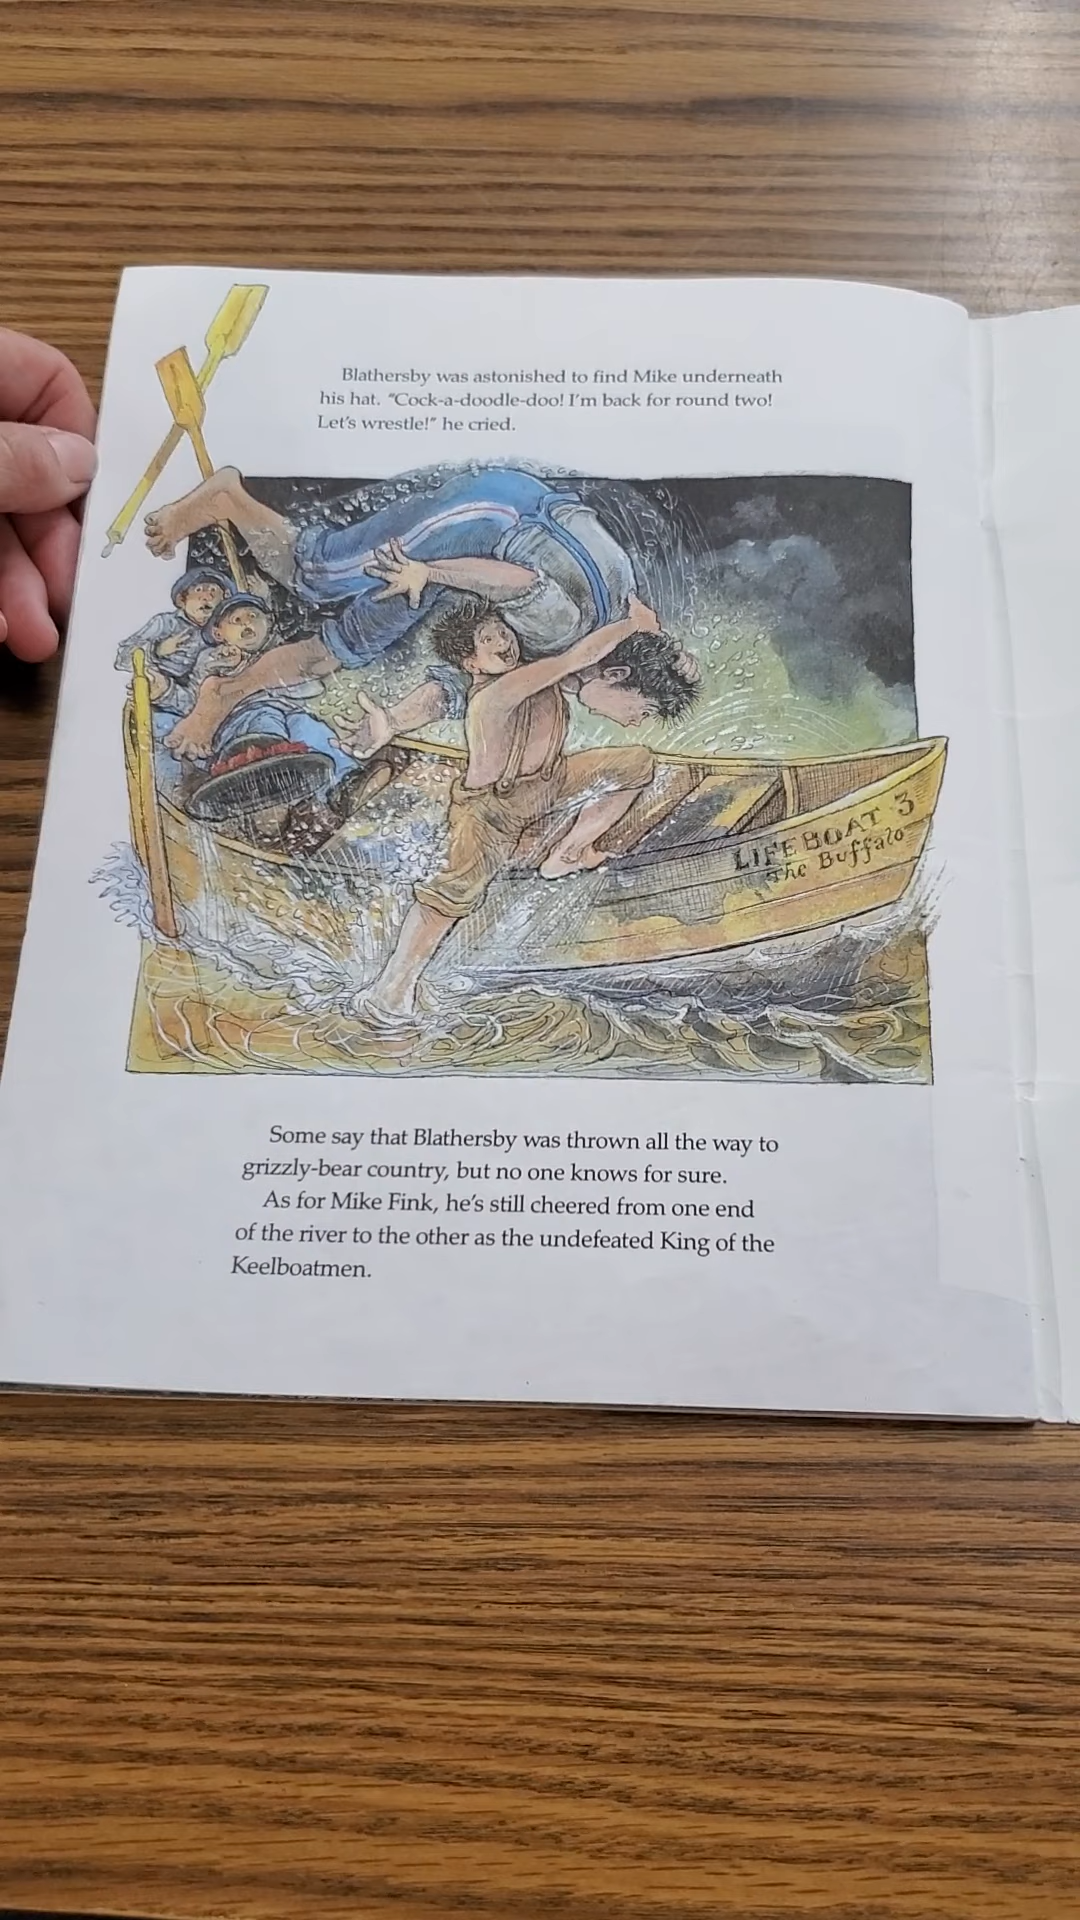 Blathersby was astonished to find Mike underneath
his hat. "Cock-a-doodle-doo! I'm back for round two!
Let's wrestle!" he cried.
LIFEBOAT 3
The Buffalo
Some say that Blathersby was thrown all the way to
grizzly-bear country, but no one knows for sure.
As for Mike Fink, he's still cheered from one end
of the river to the other as the undefeated King of the
Keelboatmen.